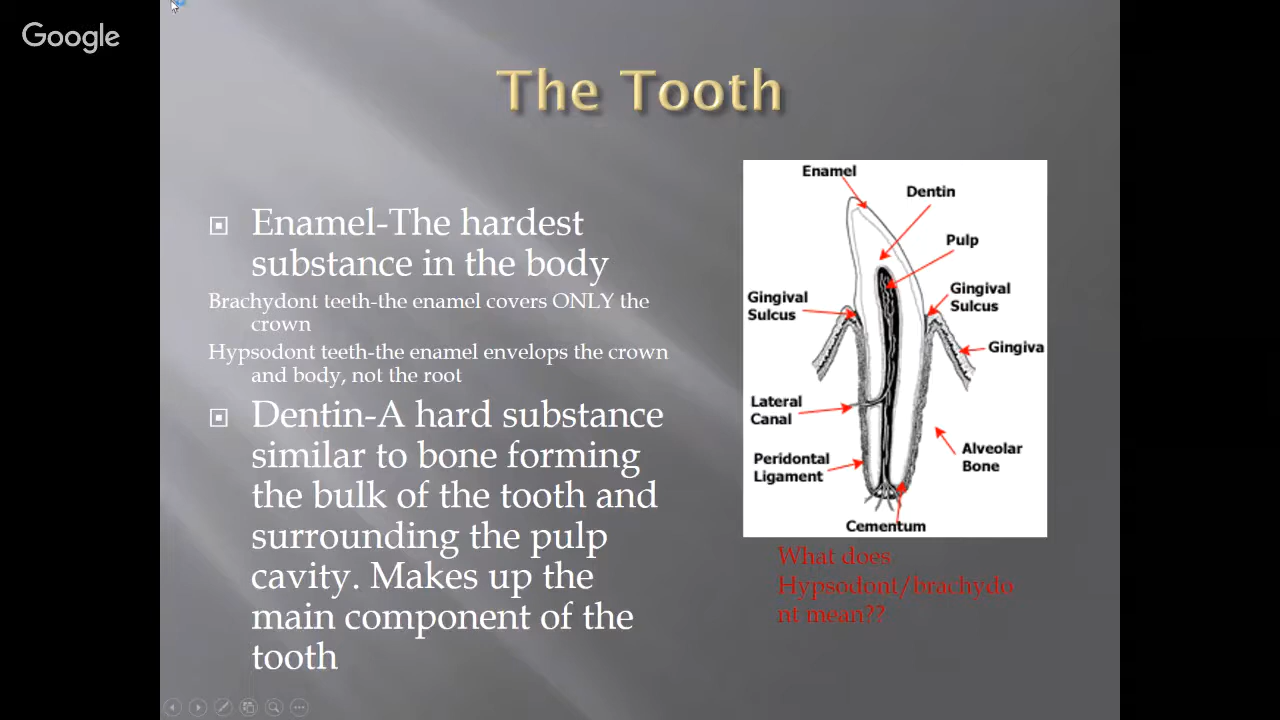 Google
The Tooth
Enamel-The hardest
substance in the body
Brachydont teeth-the enamel covers ONLY the
crown
Hypsodont teeth-the enamel envelops the crown
and body, not the root
Dentin-A hard substance
similar to bone forming
the bulk of the tooth and
surrounding the pulp
cavity. Makes up the
main component of the
tooth
Enamel
Dentin
Pulp
Gingival
Sulcus
Gingival
Sulcus
Gingiva
Lateral
Canal
Alveolar
Bone
Peridontal
Ligament
Cementum
What does
Hypsodont/brachydo
nt mean??